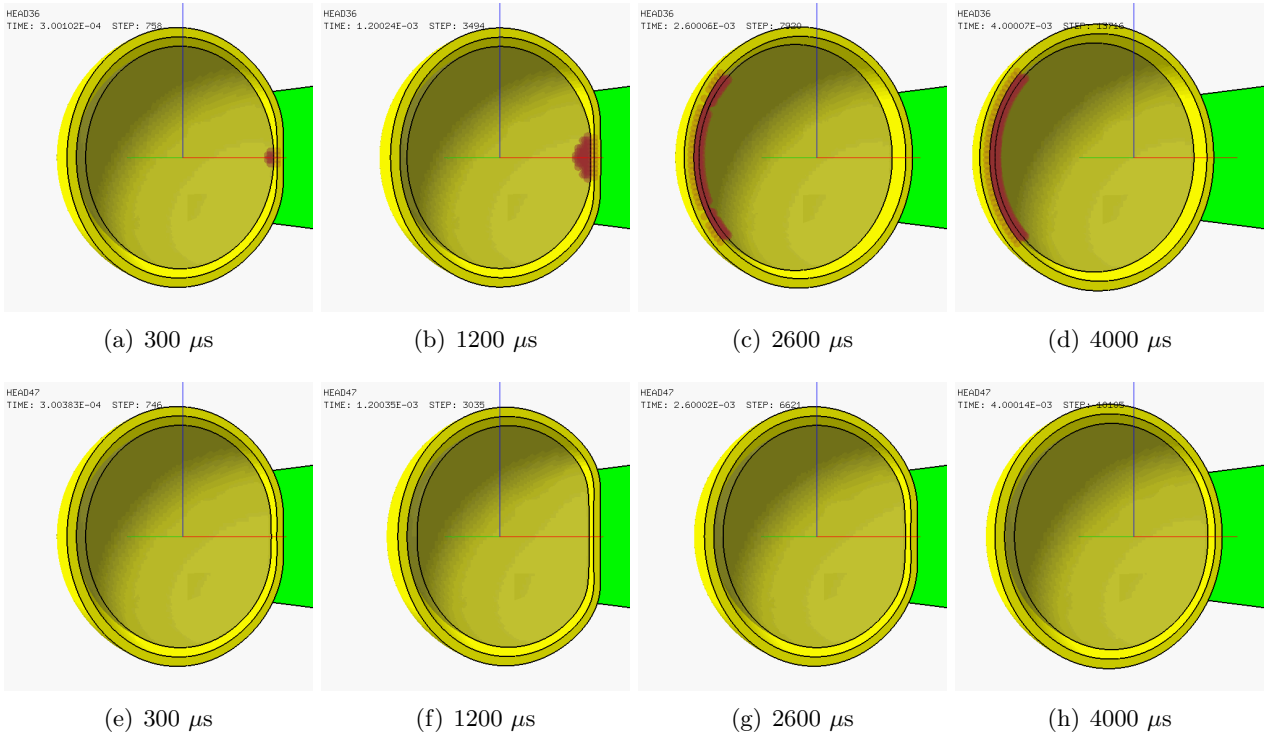 HEAD36
TIME: 3.00102E-04 STEP: 758
HEAD36
TIME: 1.20024E-03 STEP: 3494
HEAD36
TIME: 2.60006E-03 STEP: 7920
HEAD36
TIME: 4.00007E-03 STEP: 13716
(a) 300 μs
(b) 1200 μs
(c) 2600 μs
(d) 4000 μs
HEAD47
TIME: 3.00383E-04 STEP: 746
HEAD47
TIME: 1.20035E-03 STEP: 3035
HEAD47
TIME: 2.60002E-03 STEP: 6621
HEAD47
TIME: 4.00014E-03 STEP: 10105
(e) 300 μs
(f) 1200 μs
(g) 2600 μs
(h) 4000 μs